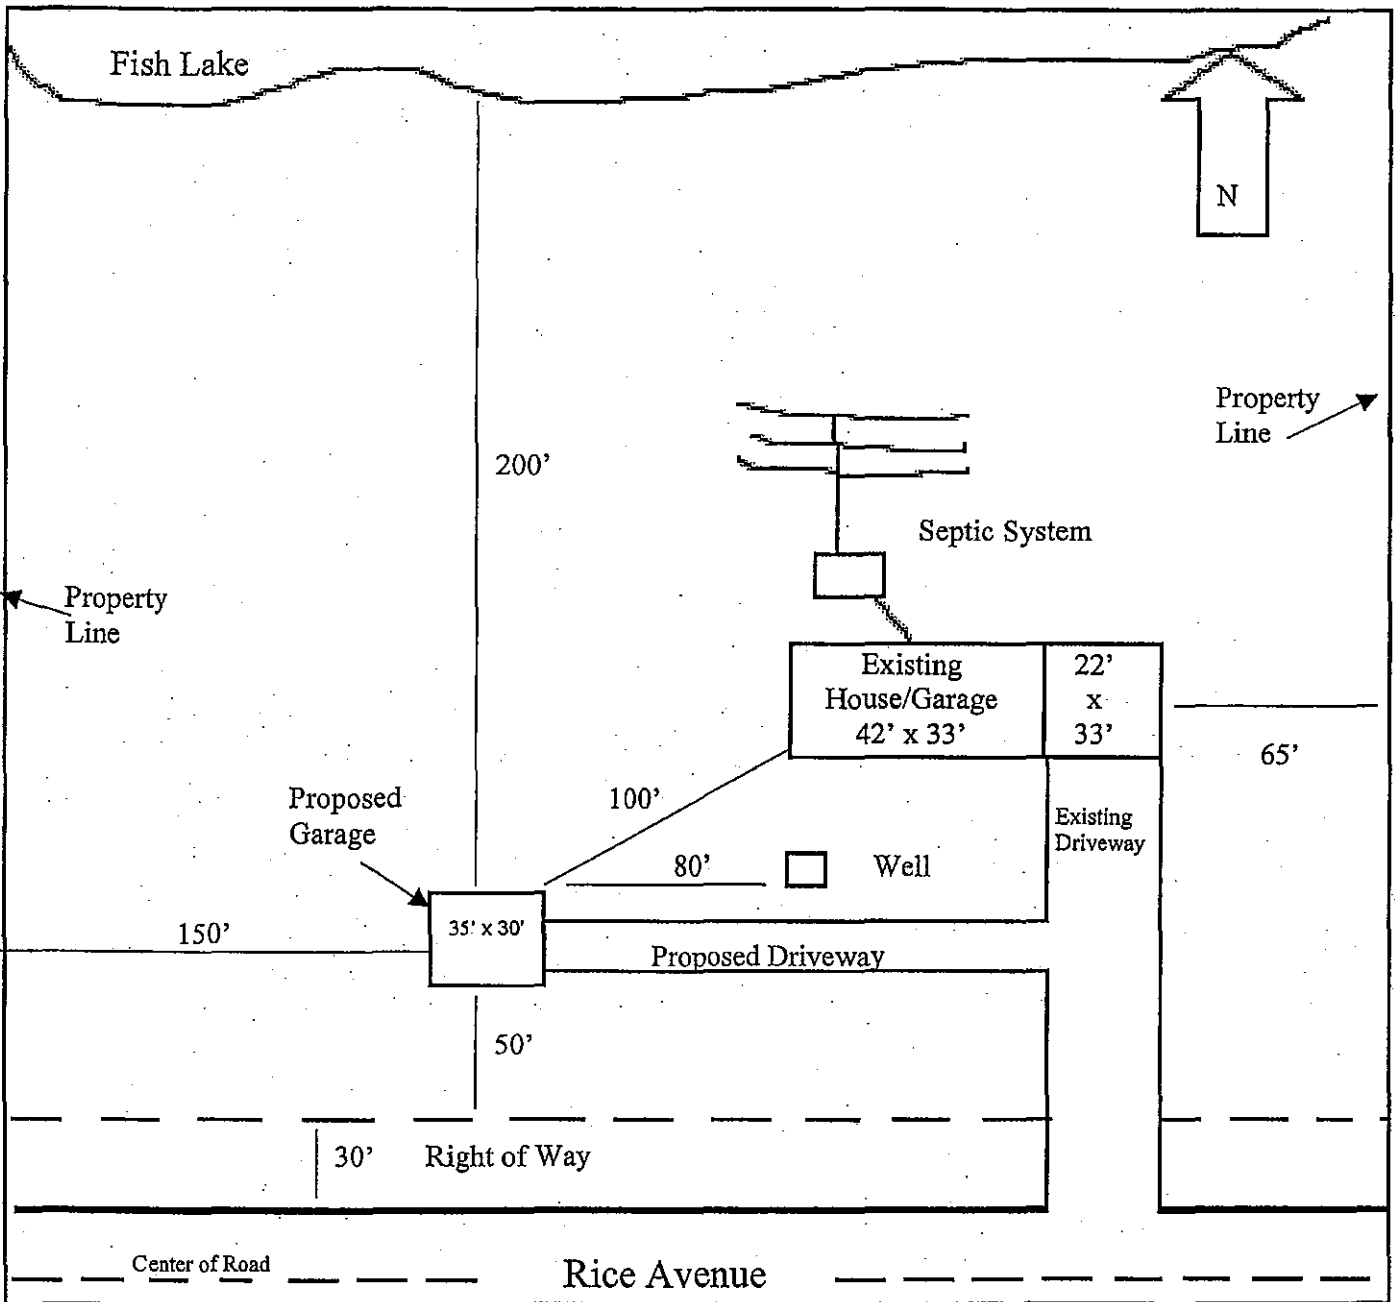 Fish Lake
N
Property
Line
200’
Septic System
Property
Line
Existing
House/Garage
42’ x 33’
22’
x
33’
65’
Proposed
Garage
100’
Existing
Driveway
80’
Well
35' x 30'
150’
Proposed Driveway
50’
30’
Right of Way
Center of Road
Rice Avenue